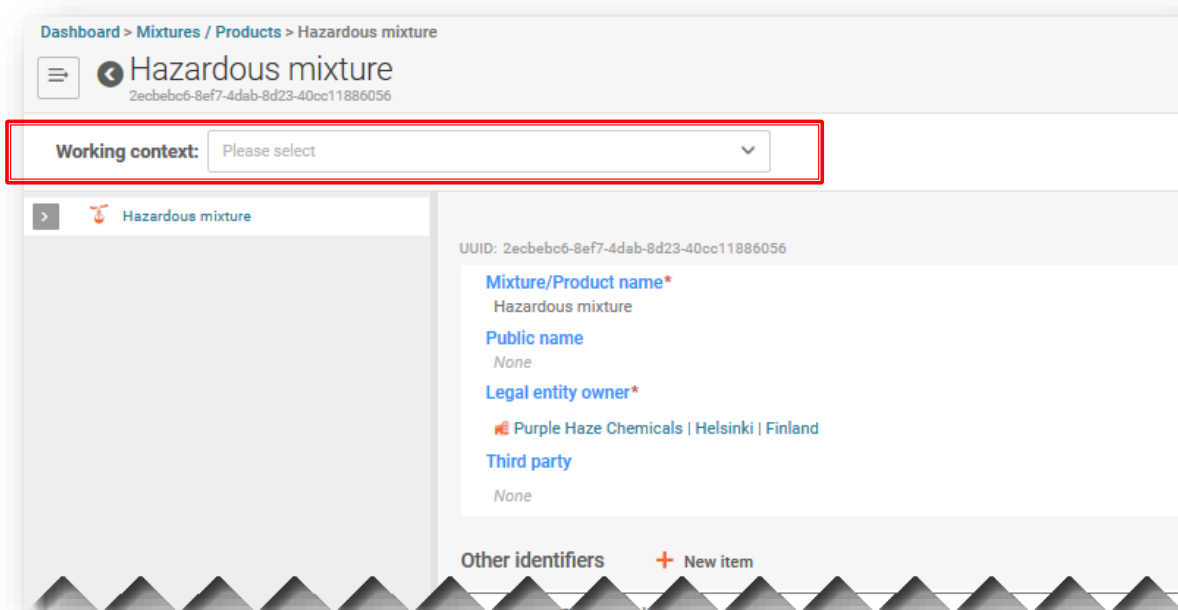 Dashboard > Mixtures / Products > Hazardous mixture
Hazardous mixture
2ecbebc6-8ef7-4dab-8d23-40cc11886056
Working context: Please select
Hazardous mixture
UUID: 2ecbebc6-8ef7-4dab-8d23-40cc11886056
Mixture/Product name*
Hazardous mixture
Public name
None
Legal entity owner*
Purple Haze Chemicals | Helsinki | Finland
Third party
None
Other identifiers + New item